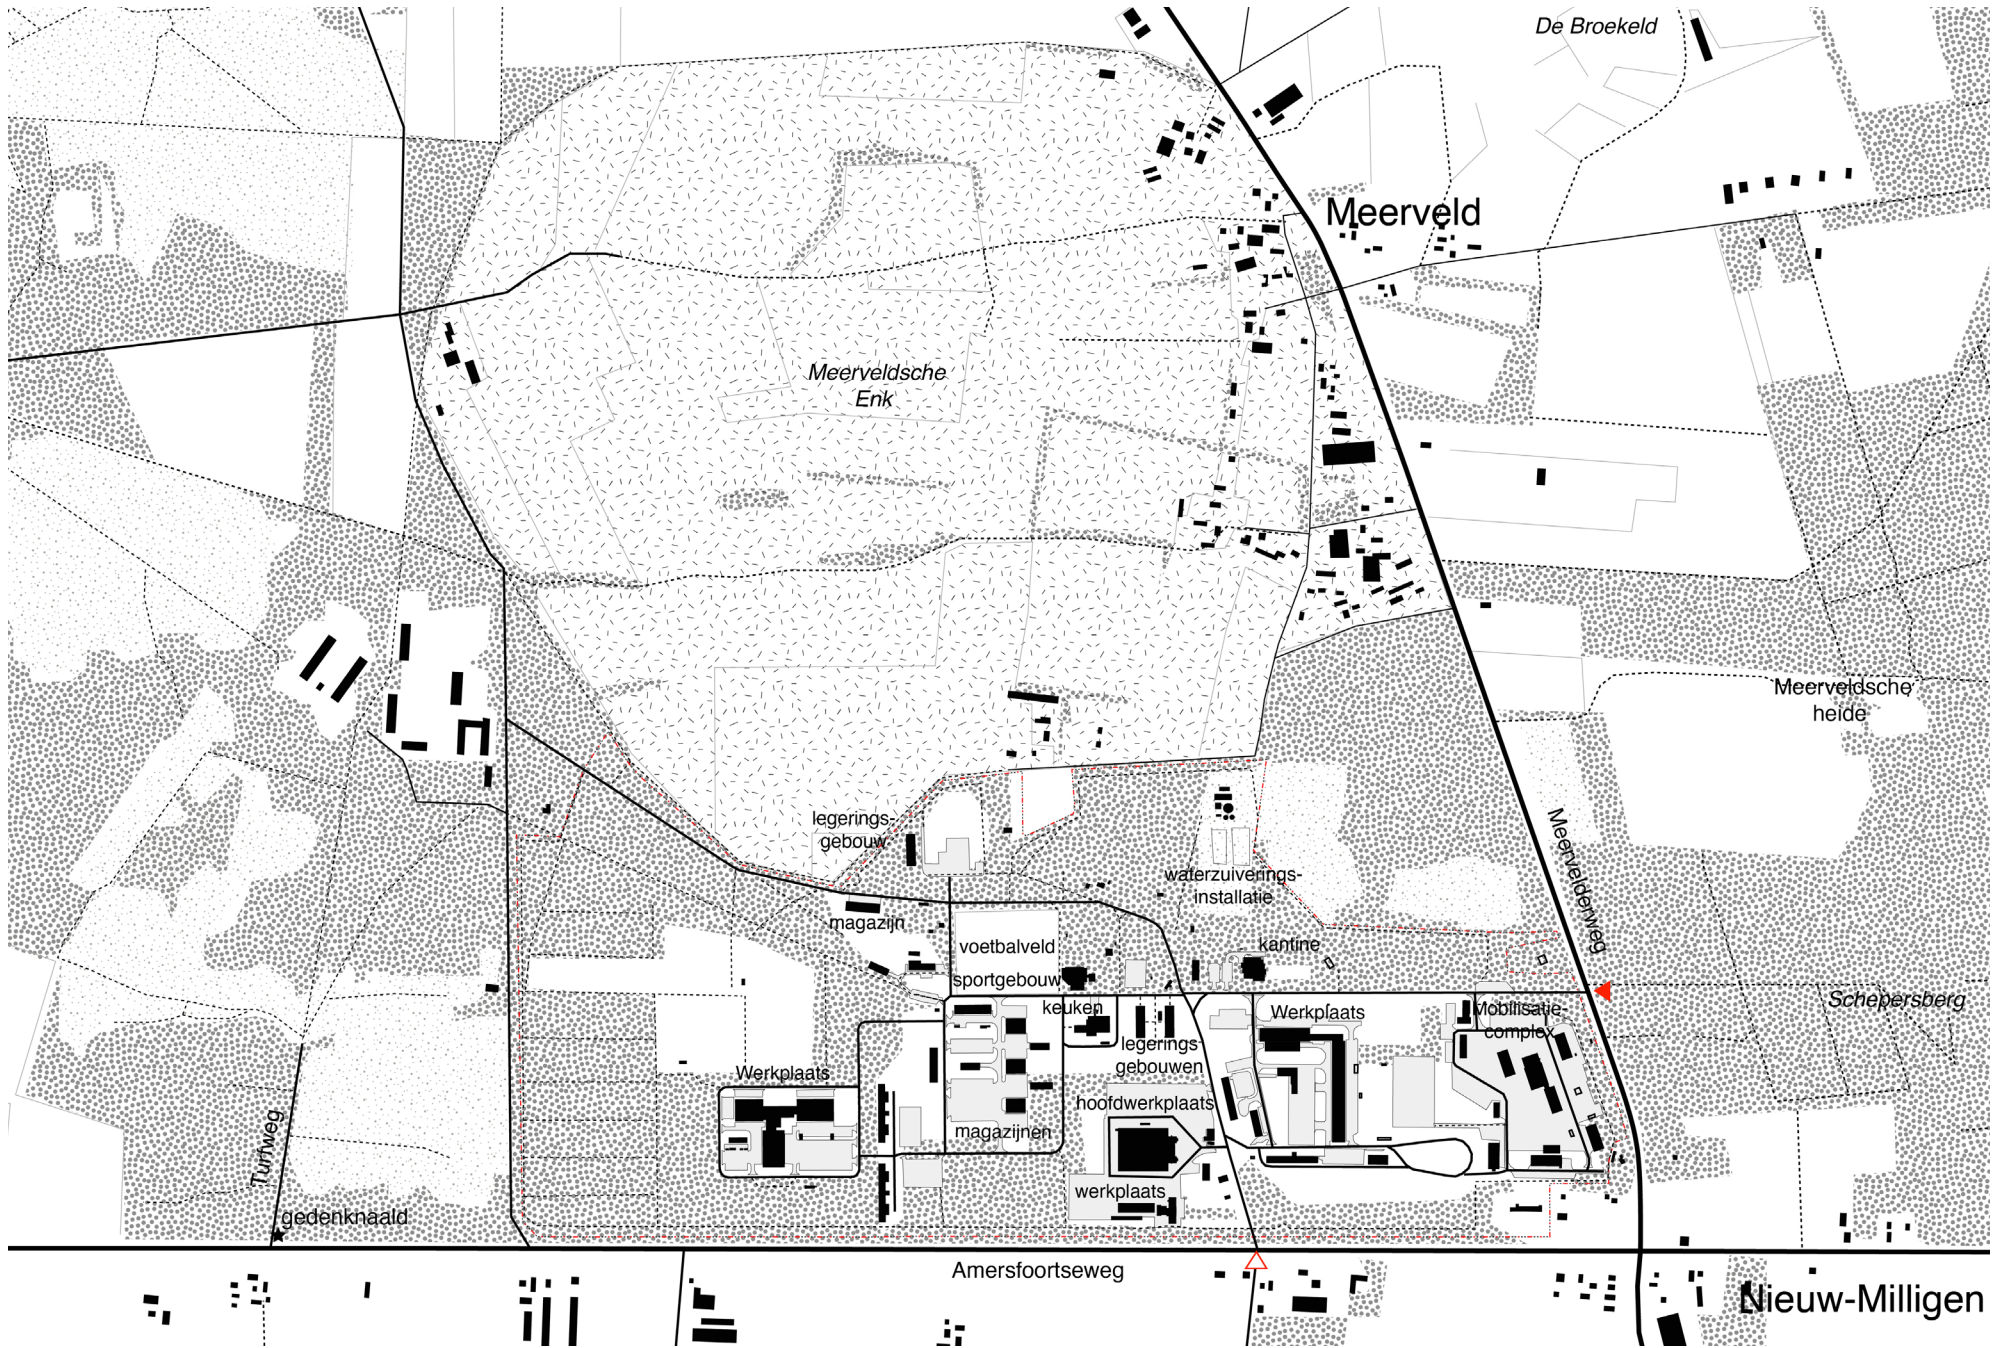 De Broekeld
Meerveld
Meerveldsche
Enk
Meerveldsche
heide
legerings-
gebouw
waterzuiverings-
installatie
Meervelderweg
magazijn
voetbalveld
kantine
sportgebouw
keuken
Werkplaats
Mobilisatie-
complex
Schepersberg
legerings-
gebouwen
Werkplaats
hoofdwerkplaats
magazijnen
Turfweg
werkplaats
gedenknaald
Amersfoortseweg
Nieuw-Milligen